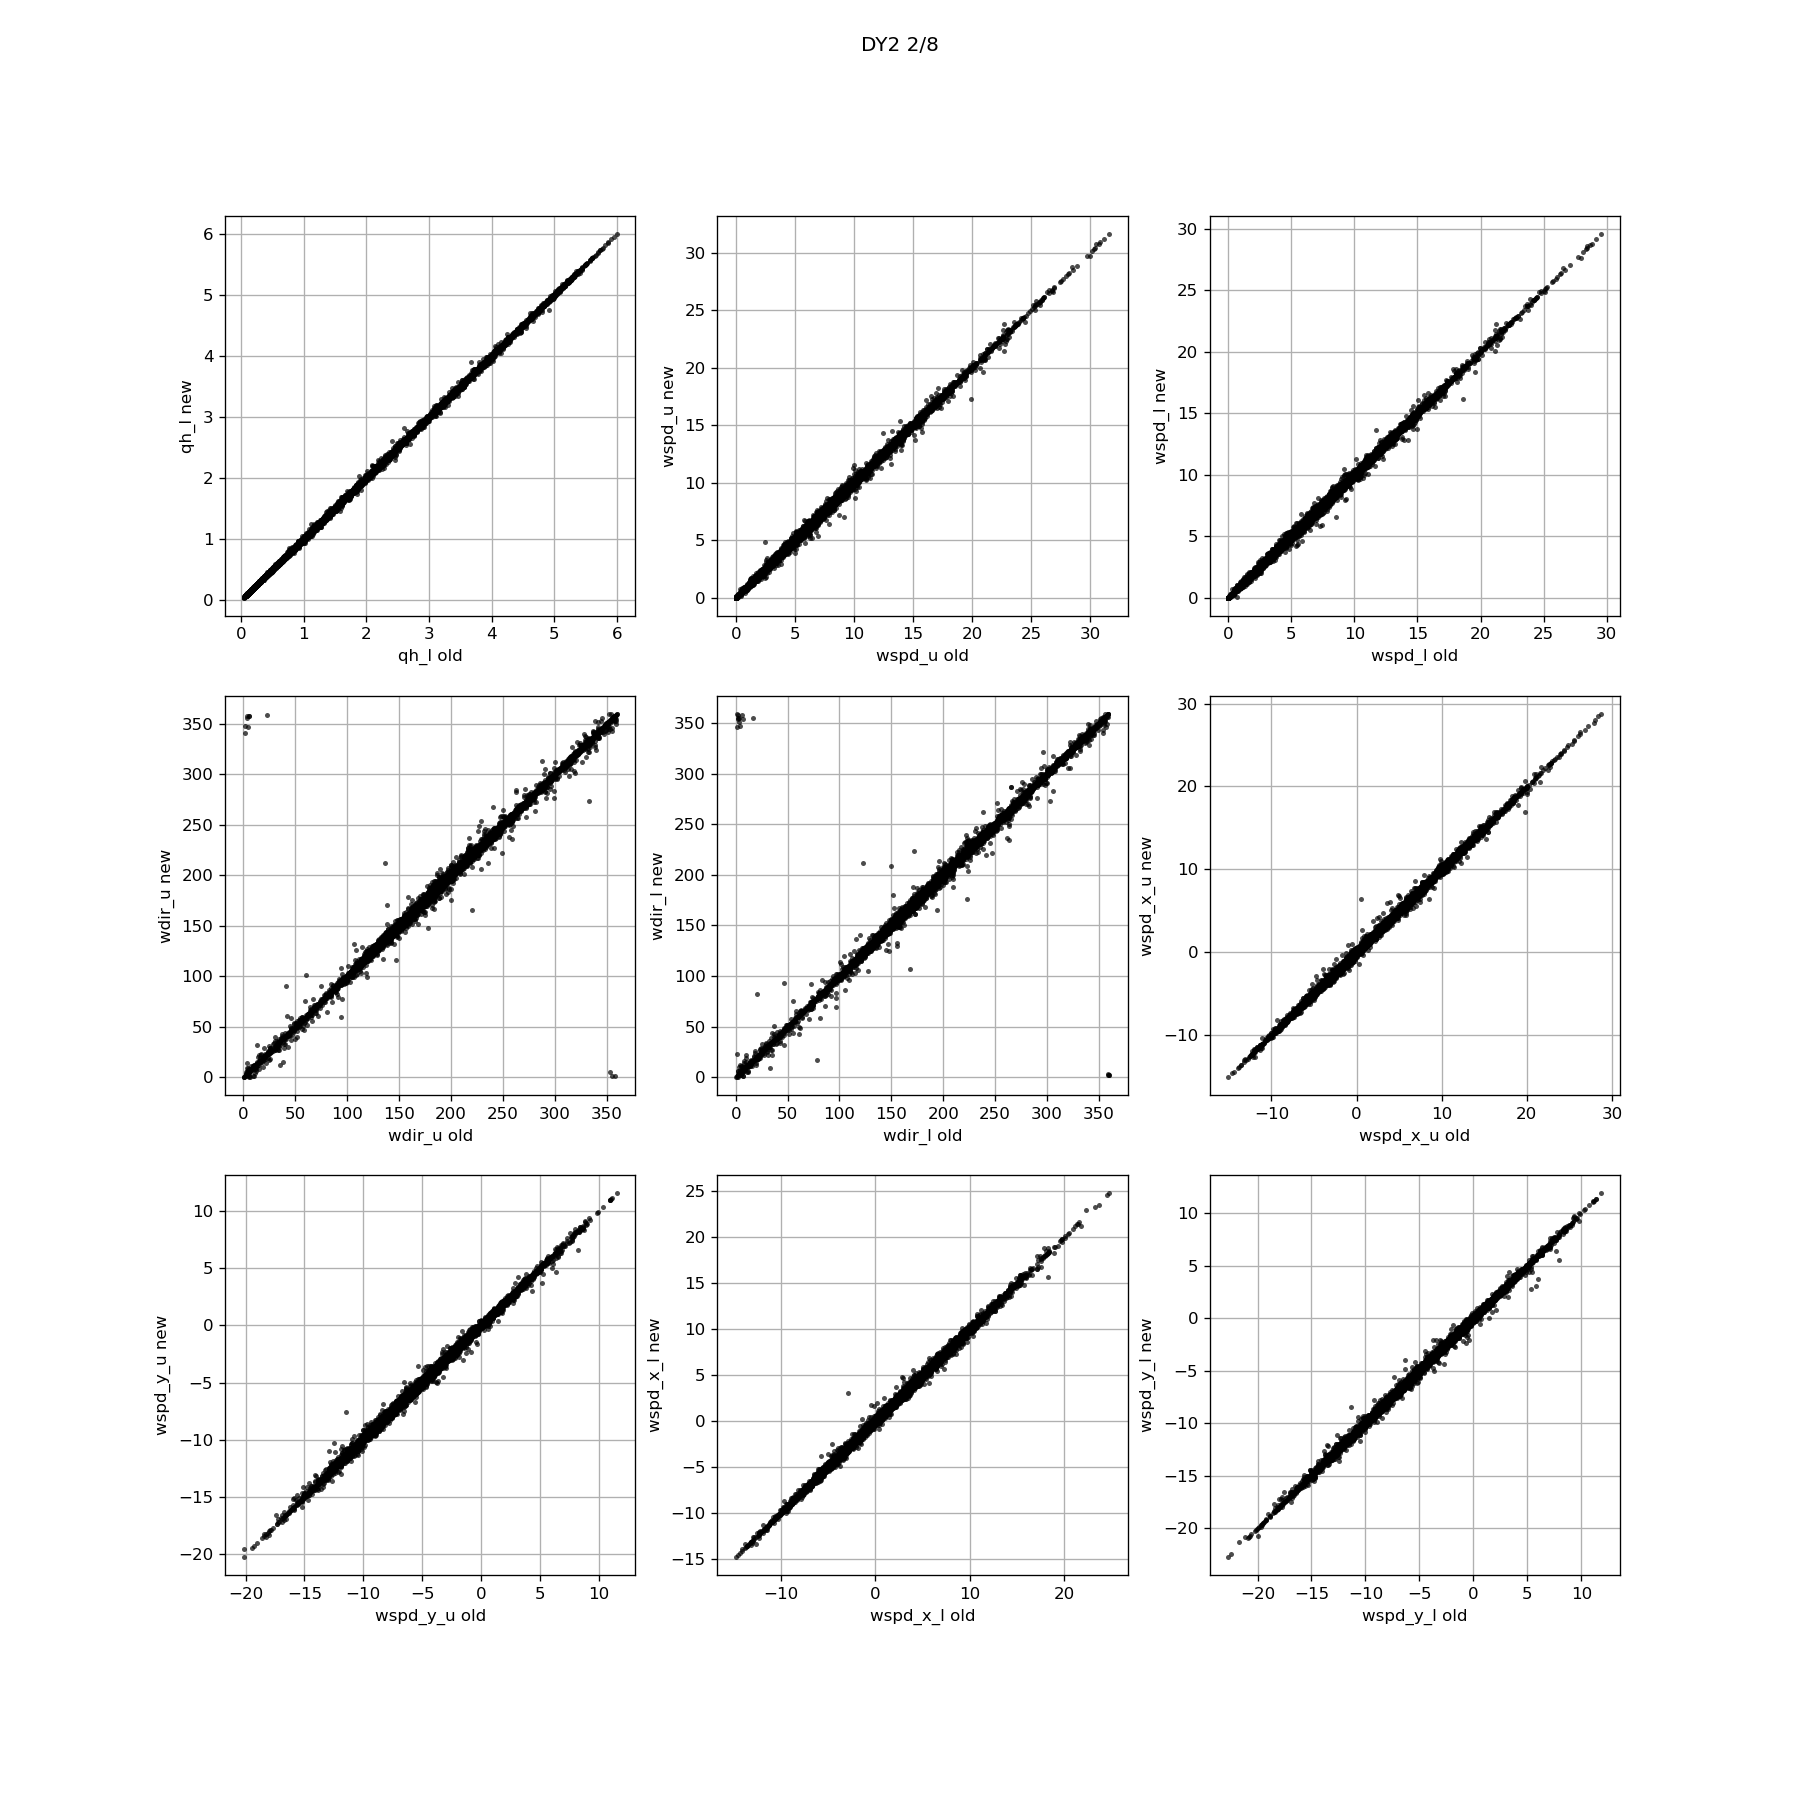 DY2 2/8
6
5
4
3
2
1
0
qh_l new
0 1 2 3 4 5 6
qh_l old
30
25
20
15
10
5
0
wspd_u new
0 5 10 15 20 25 30
wspd_u old
30
25
20
15
10
5
0
wspd_l new
0 5 10 15 20 25 30
wspd_l old
350
300
250
200
150
100
50
0
wdir_u new
0 50 100 150 200 250 300 350
wdir_u old
350
300
250
200
150
100
50
0
wdir_l new
0 50 100 150 200 250 300 350
wdir_l old
30
20
10
0
−10
wspd_x_u new
−10 0 10 20 30
wspd_x_u old
10
5
0
−5
−10
−15
−20
wspd_y_u new
−20 −15 −10 −5 0 5 10
wspd_y_u old
25
20
15
10
5
0
−5
−10
−15
wspd_x_l new
−10 0 10 20
wspd_x_l old
10
5
0
−5
−10
−15
−20
wspd_y_l new
−20 −15 −10 −5 0 5 10
wspd_y_l old